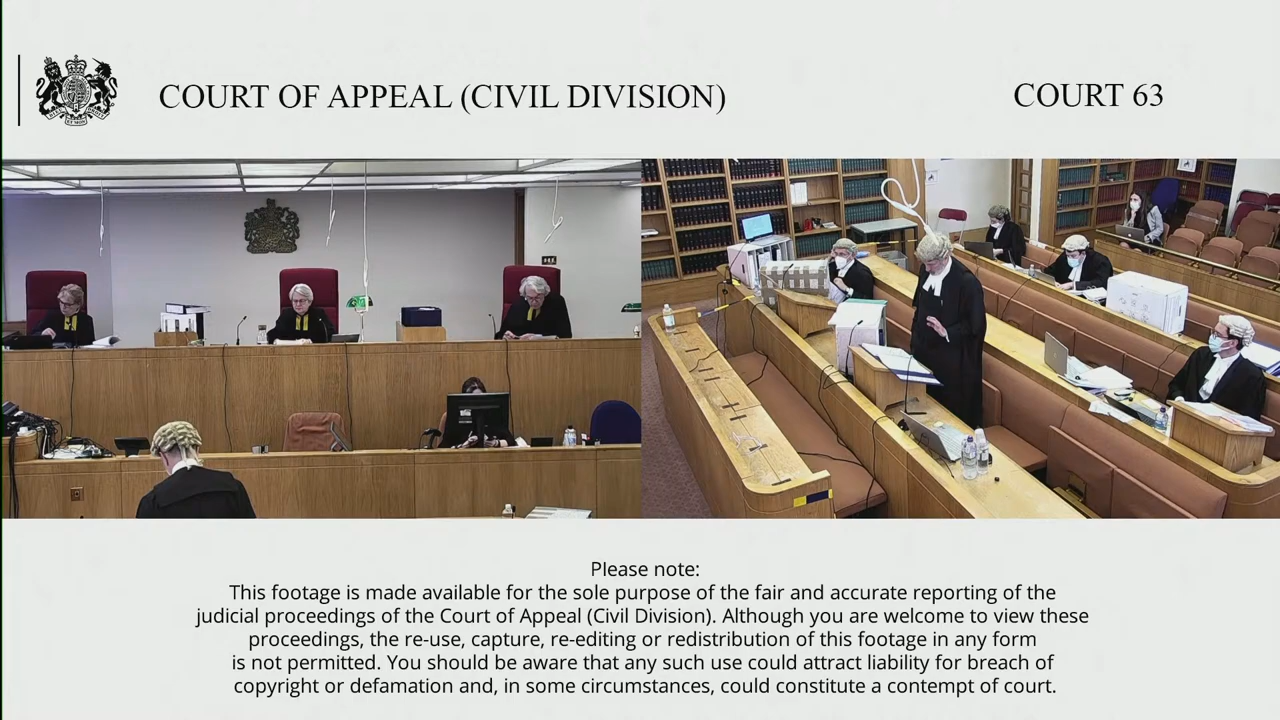 COURT OF APPEAL (CIVIL DIVISION)
COURT 63
Please note:
This footage is made available for the sole purpose of the fair and accurate reporting of the
judicial proceedings of the Court of Appeal (Civil Division). Although you are welcome to view these
proceedings, the re-use, capture, re-editing or redistribution of this footage in any form
is not permitted. You should be aware that any such use could attract liability for breach of
copyright or defamation and, in some circumstances, could constitute a contempt of court.